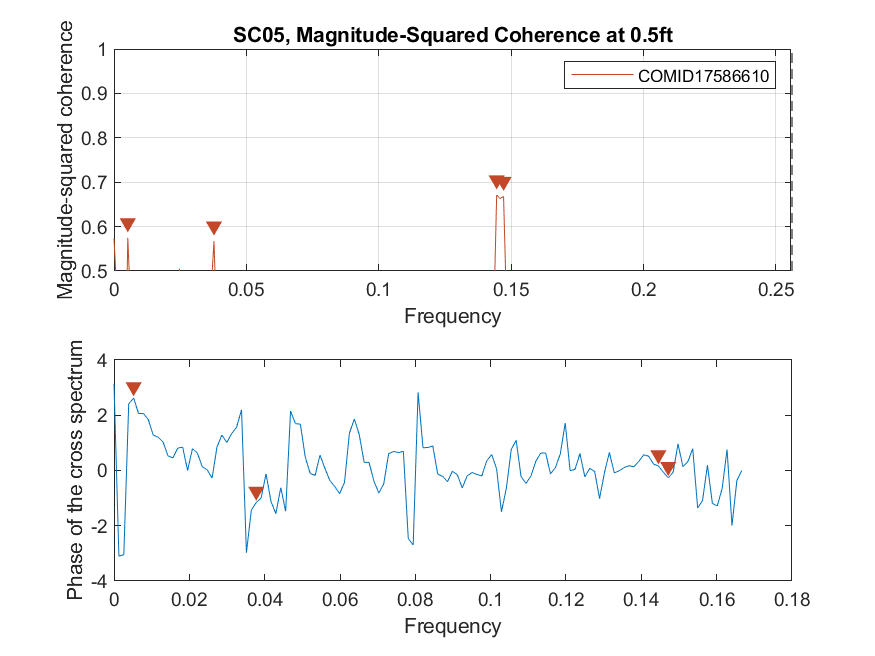 SC05, Magnitude-Squared Coherence at 0.5ft
Magnitude-squared coherence
1
0.9
0.8
0.7
0.6
0.5
COMID17586610
0 0.05 0.1 0.15 0.2 0.25
Frequency
Phase of the cross spectrum
4
2
0
-2
-4
0 0.02 0.04 0.06 0.08 0.1 0.12 0.14 0.16 0.18
Frequency